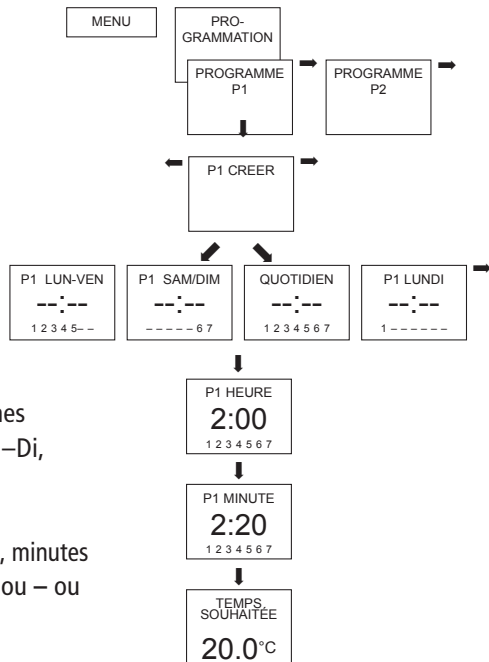 MENU
PRO-
GRAMMATION
PROGRAMME
P1
PROGRAMME
P2
P1 CREER
P1 LUN-VEN
--:--
1 2 3 4 5 – –
P1 SAM/DIM
--:--
– – – – – 6 7
QUOTIDIEN
--:--
1 2 3 4 5 6 7
P1 LUNDI
--:--
1 – – – – – –
P1 HEURE
2:00
1 2 3 4 5 6 7
nes
–Di,
P1 MINUTE
2:20
1 2 3 4 5 6 7
, minutes
ou – ou
TEMPS,
SOUHAITÉE
20.0°C